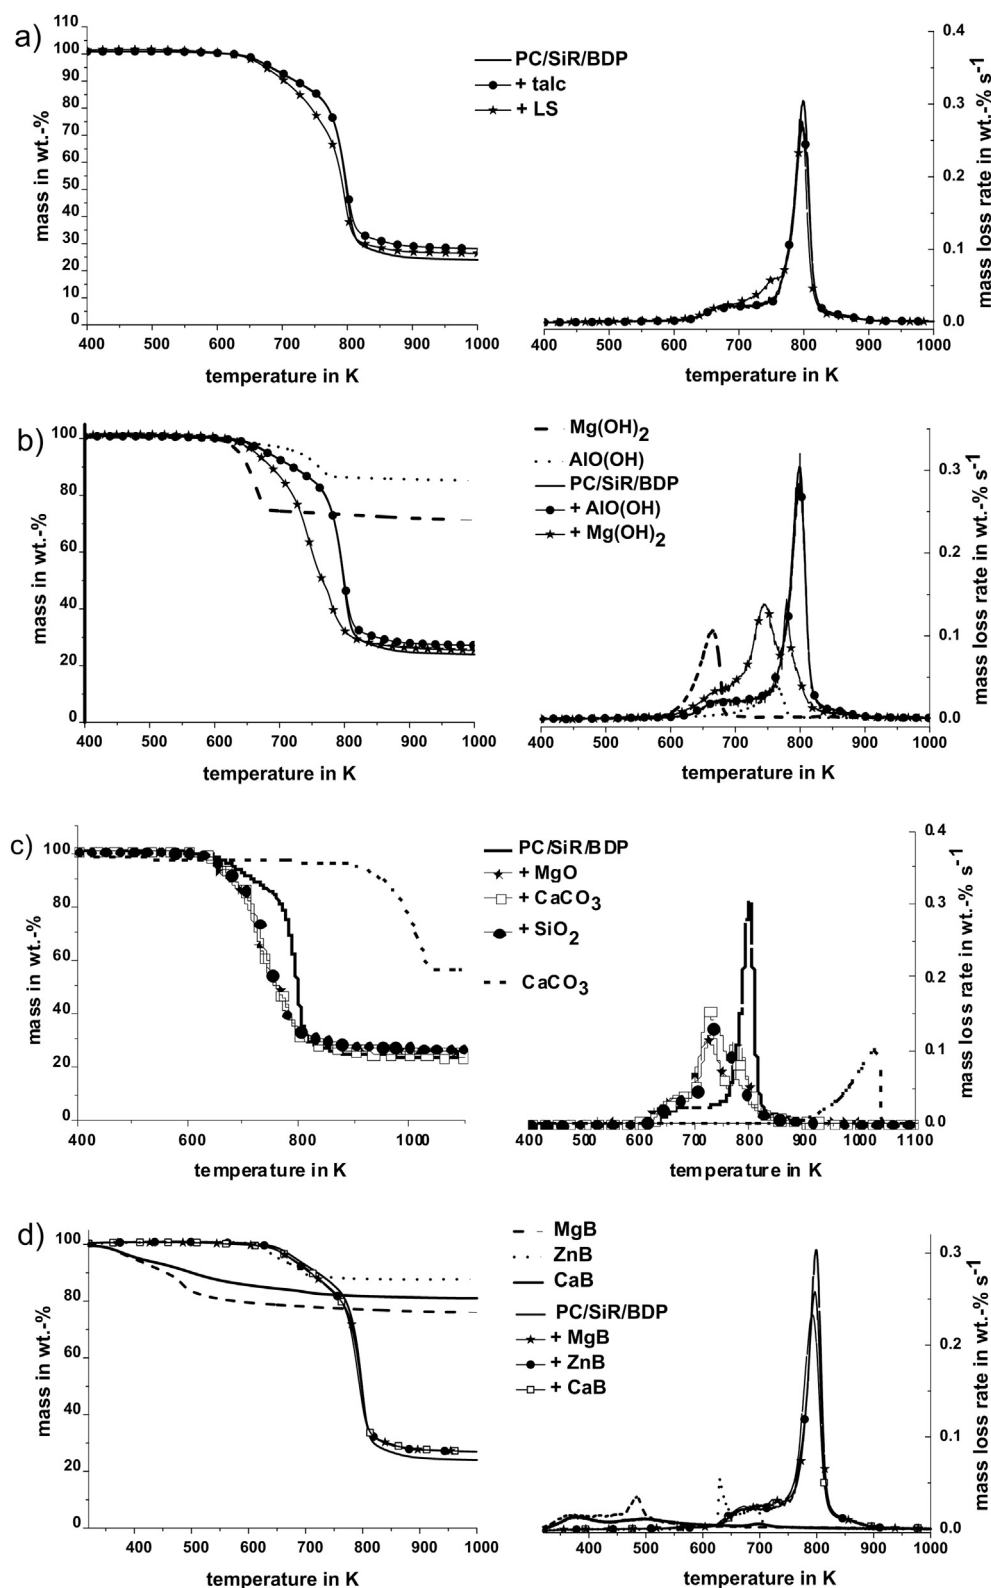 a)
110
100
90
80
70
60
50
40
30
20
10
0
mass in wt.-%
400 500 600 700 800 900 1000
temperature in K
PC/SiR/BDP
+ talc
+ LS
0.4
0.3
0.2
0.1
0.0
mass loss rate in wt.-% s-1
400 500 600 700 800 900 1000
temperature in K
b)
100
80
60
40
20
0
mass in wt.-%
400 500 600 700 800 900 1000
temperature in K
Mg(OH)2
AlO(OH)
PC/SiR/BDP
+ AlO(OH)
+ Mg(OH)2
0.3
0.2
0.1
0.0
mass loss rate in wt.-% s-1
400 500 600 700 800 900 1000
temperature in K
c)
100
80
60
40
20
0
mass in wt.-%
400 600 800 1000
temperature in K
PC/SiR/BDP
+ MgO
+ CaCO3
+ SiO2
CaCO3
0.4
0.3
0.2
0.1
0.0
mass loss rate in wt.-% s-1
400 500 600 700 800 900 1000 1100
temperature in K
d)
100
80
60
40
20
0
mass in wt.-%
400 500 600 700 800 900 1000
temperature in K
MgB
ZnB
CaB
PC/SiR/BDP
+ MgB
+ ZnB
+ CaB
0.3
0.2
0.1
0.0
mass loss rate in wt.-% s-1
400 500 600 700 800 900 1000
temperature in K